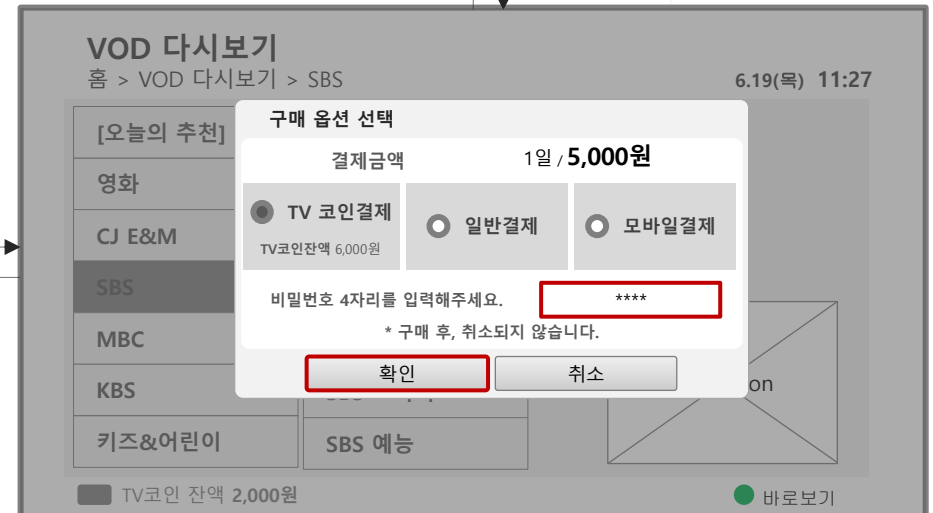 VOD 다시보기
홈 > VOD 다시보기 > SBS
6.19(목) 11:27
[오늘의 추천]
영화
CJ E&M
SBS
MBC
KBS
키즈&어린이
구매 옵션 선택
결제금액
1일 / 5,000원
TV 코인결제
TV코인잔액 6,000원
일반결제
모바일결제
비밀번호 4자리를 입력해주세요.
****
* 구매 후, 취소되지 않습니다.
확인
취소
on
SBS 예능
TV코인 잔액 2,000원
바로보기